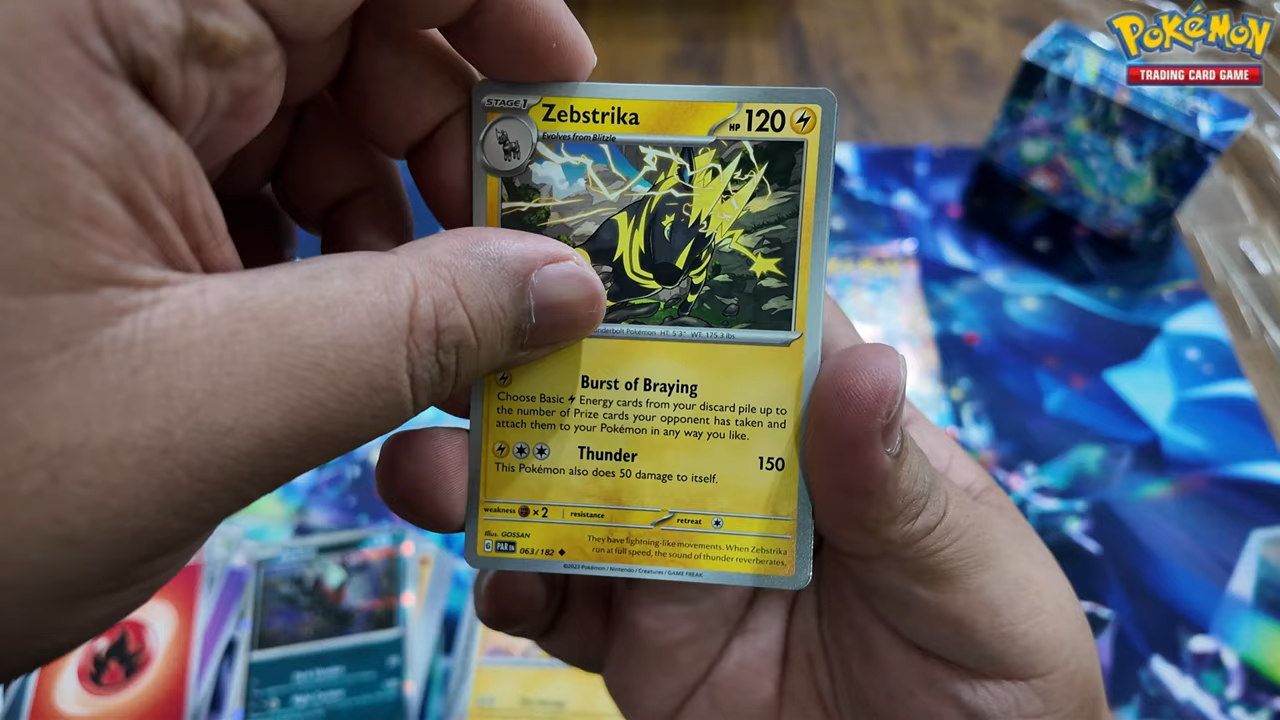 POKéMON
TRADING CARD GAME
STAGE 1
Zebstrika
HP 120
Evolves from Blitzle
Thunderbolt Pokémon HT: 5'3" WT: 175.3 lbs
Burst of Braying
Choose Basic Energy cards from your discard pile up to
the number of Prize cards your opponent has taken and
attach them to your Pokémon in any way you like.
Thunder 150
This Pokémon also does 50 damage to itself.
weakness ×2 resistance retreat
Illus. GOSSAN
They have lightning-like movements. When Zebstrika
run at full speed, the sound of thunder reverberates.
G PAR EN 063/182
©2023 Pokémon / Nintendo / Creatures / GAME FREAK